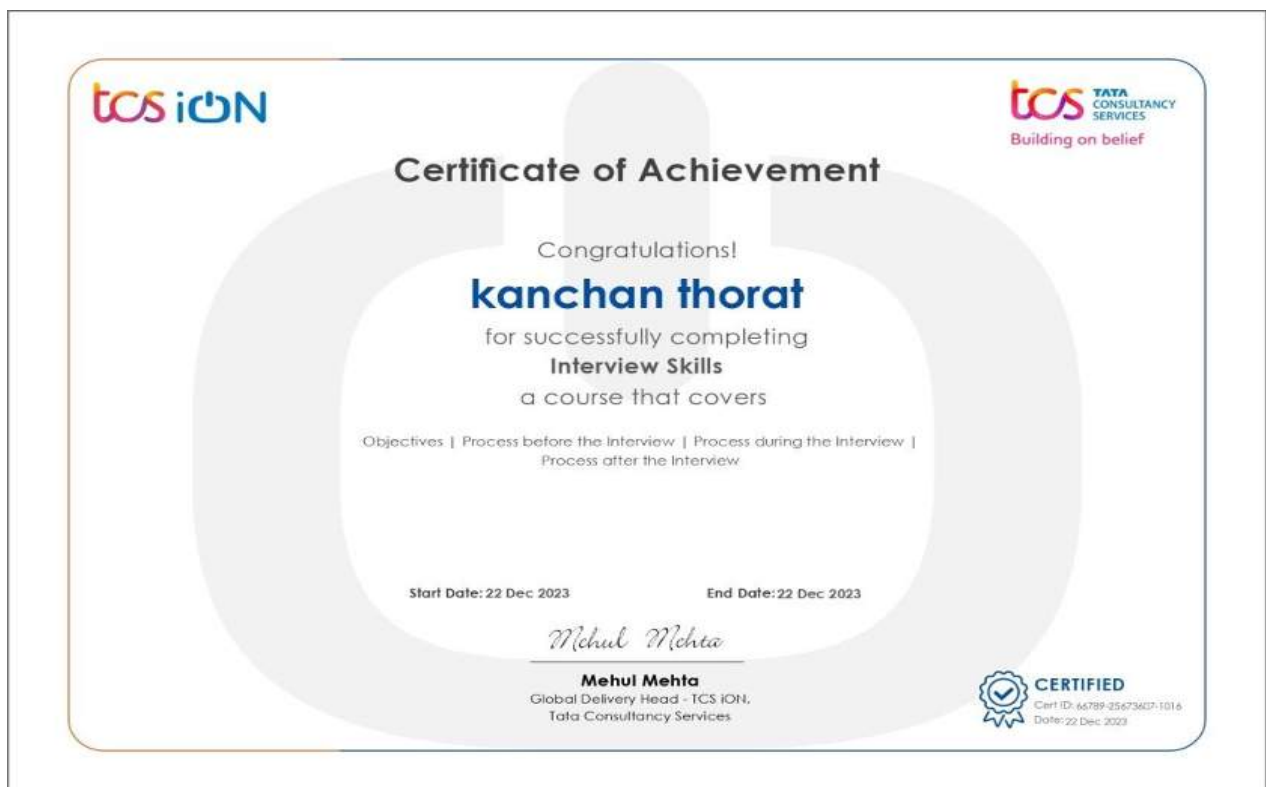 tcs iON
tcs TATA
CONSULTANCY
SERVICES
Building on belief
Certificate of Achievement
Congratulations!
kanchan thorat
for successfully completing
Interview Skills
a course that covers
Objectives | Process before the Interview | Process during the Interview |
Process after the Interview
Start Date: 22 Dec 2023 End Date: 22 Dec 2023
Mehul Mehta
Mehul Mehta
Global Delivery Head - TCS iON,
Tata Consultancy Services
CERTIFIED
Cert ID: 66789-25673607-1016
Date: 22 Dec 2023